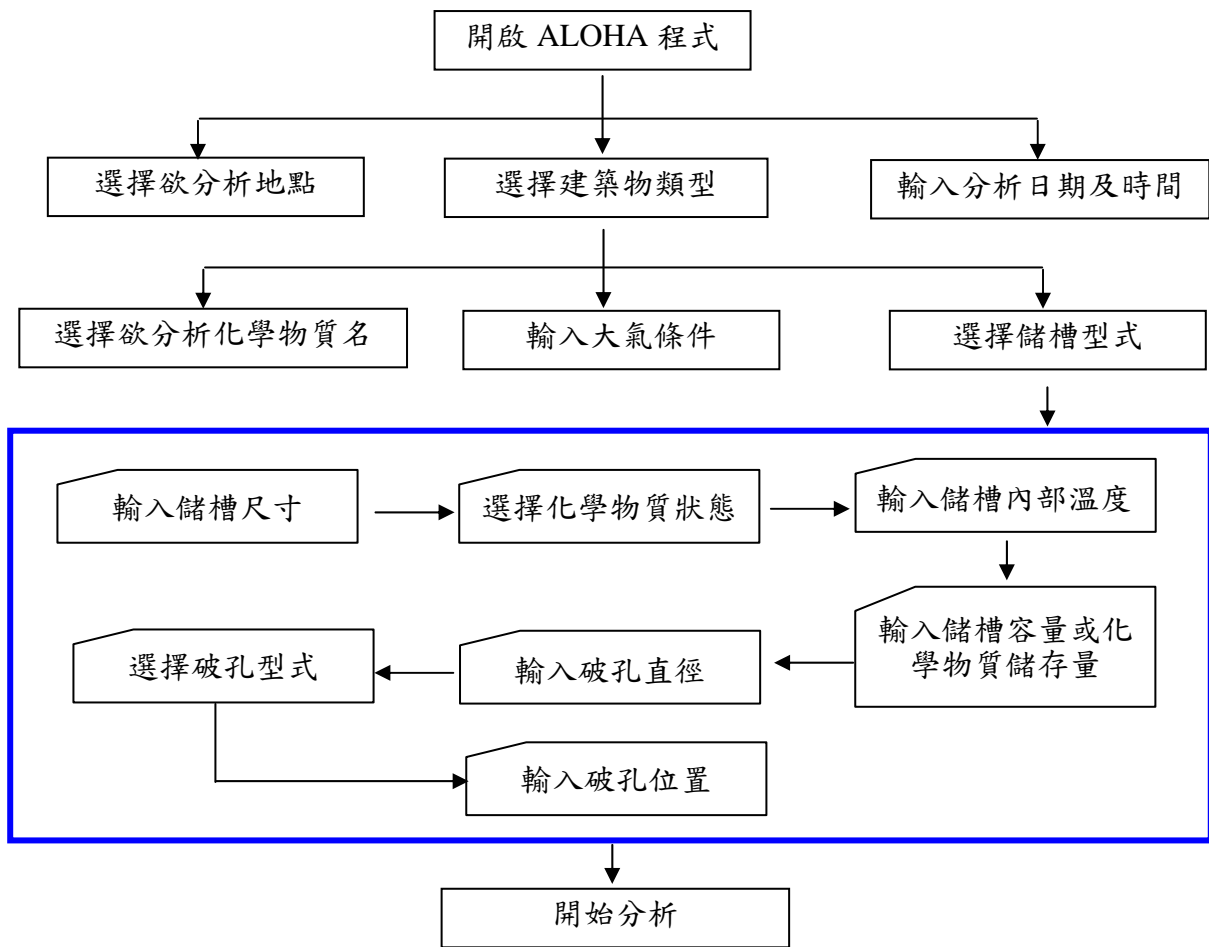 開啟 ALOHA 程式
選擇欲分析地點
選擇建築物類型
輸入分析日期及時間
選擇欲分析化學物質名
輸入大氣條件
選擇儲槽型式
輸入儲槽尺寸
選擇化學物質狀態
輸入儲槽內部溫度
輸入儲槽容量或化
學物質儲存量
輸入破孔直徑
選擇破孔型式
輸入破孔位置
開始分析